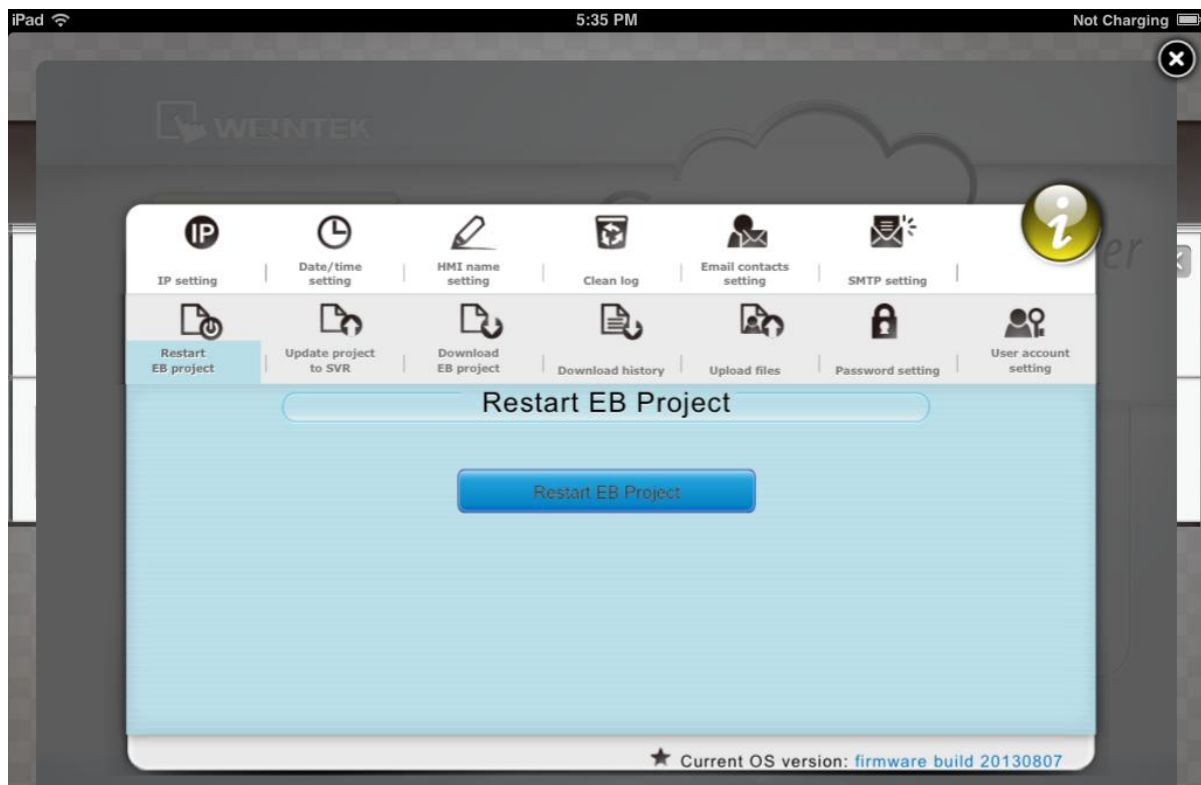 iPad 5:35 PM Not Charging
WEINTEK
er
IP
IP setting
Date/time
setting
HMI name
setting
Clean log
Email contacts
setting
SMTP setting
i
Restart
EB project
Update project
to SVR
Download
EB project
Download history
Upload files
Password setting
User account
setting
Restart EB Project
Restart EB Project
Current OS version: firmware build 20130807